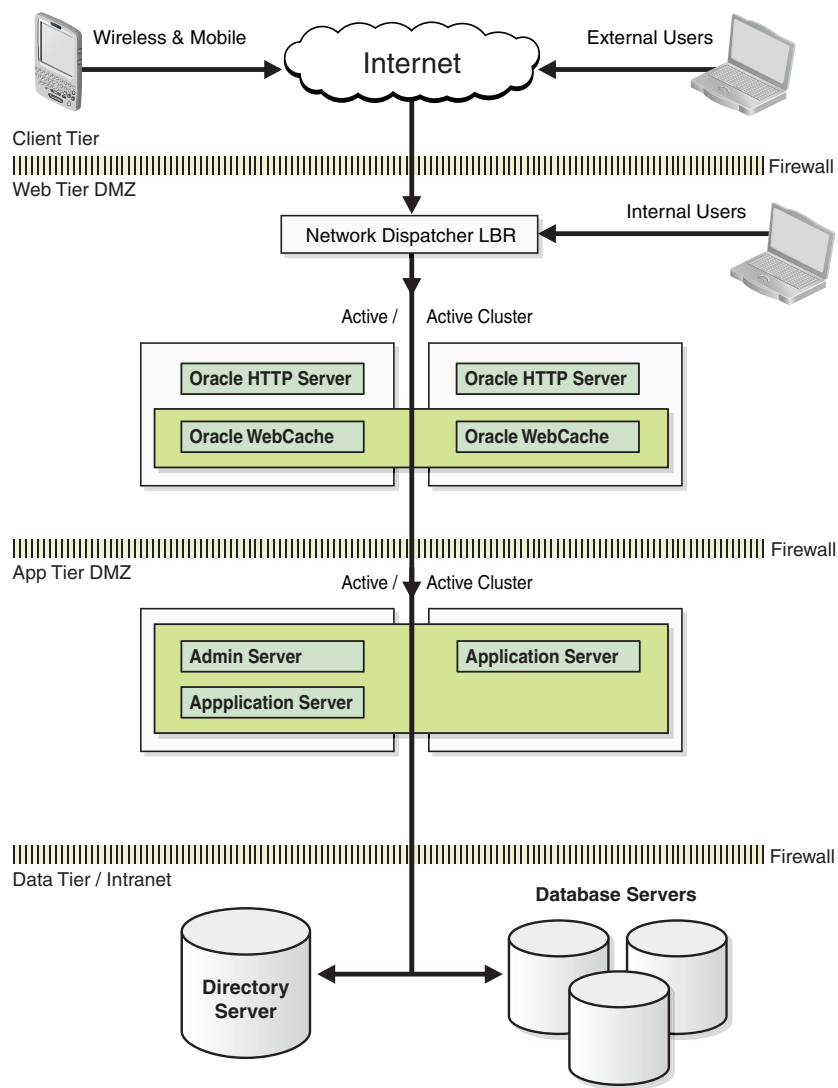 Wireless & Mobile
Internet
External Users
Client Tier
Firewall
Web Tier DMZ
Internal Users
Network Dispatcher LBR
Active / Active Cluster
Oracle HTTP Server
Oracle HTTP Server
Oracle WebCache
Oracle WebCache
Firewall
App Tier DMZ
Active / Active Cluster
Admin Server
Application Server
Appplication Server
Firewall
Data Tier / Intranet
Database Servers
Directory
Server